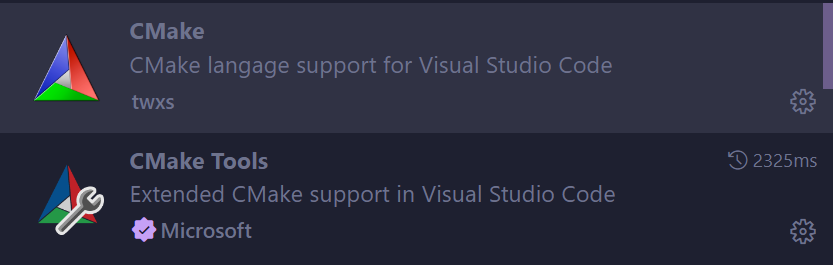 CMake
CMake langage support for Visual Studio Code
twxs
CMake Tools
2325ms
Extended CMake support in Visual Studio Code
Microsoft